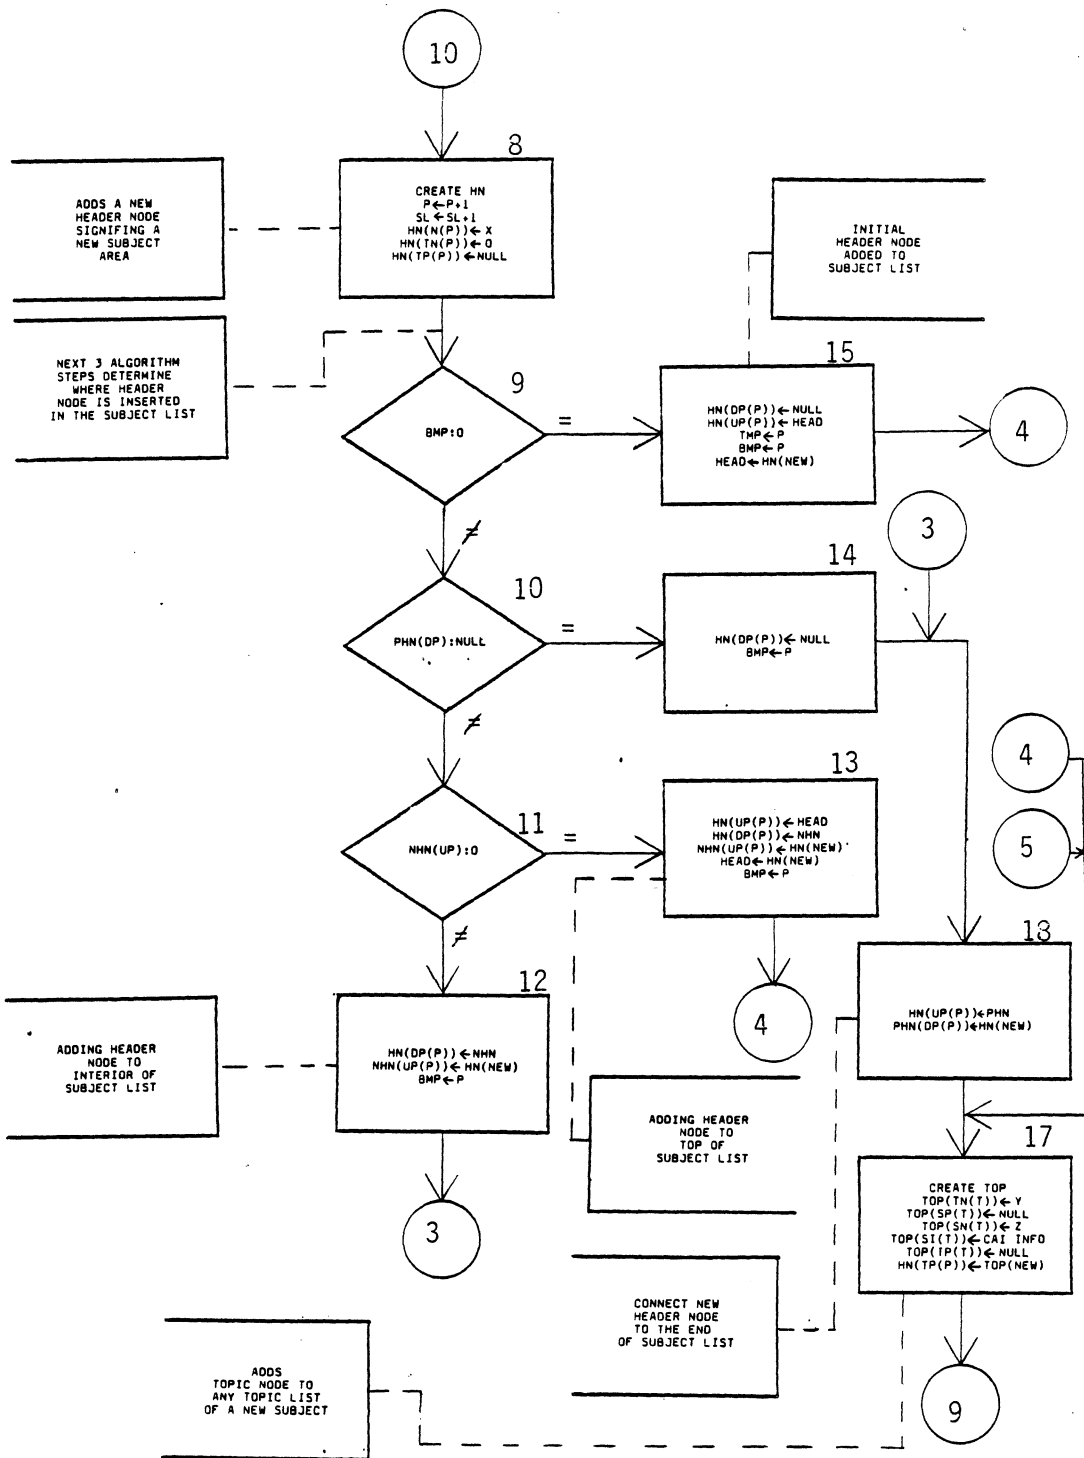 10
8
ADDS A NEW
HEADER NODE
SIGNIFING A
NEW SUBJECT
AREA
CREATE HN
P←P+1
SL←SL+1
HN(N(P))←X
HN(TN(P))←0
HN(TP(P))←NULL
INITIAL
HEADER NODE
ADDED TO
SUBJECT LIST
NEXT 3 ALGORITHM
STEPS DETERMINE
WHERE HEADER
NODE IS INSERTED
IN THE SUBJECT LIST
9
BMP:0
=
≠
15
HN(DP(P))←NULL
HN(UP(P))←HEAD
TMP←P
BMP←P
HEAD←HN(NEW)
4
3
10
PHN(DP):NULL
=
≠
14
HN(DP(P))←NULL
BMP←P
4
5
11
NHN(UP):0
=
≠
13
HN(UP(P))←HEAD
HN(DP(P))←NHN
NHN(UP(P))←HN(NEW)
HEAD←HN(NEW)
BMP←P
4
18
HN(UP(P))←PHN
PHN(DP(P))←HN(NEW)
12
ADDING HEADER
NODE TO
INTERIOR OF
SUBJECT LIST
HN(DP(P))←NHN
NHN(UP(P))←HN(NEW)
BMP←P
3
ADDING HEADER
NODE TO
TOP OF
SUBJECT LIST
17
CREATE TOP
TOP(TN(T))←Y
TOP(SP(T))←NULL
TOP(SN(T))←Z
TOP(SI(T))←CAI INFO
TOP(TP(T))←NULL
HN(TP(P))←TOP(NEW)
CONNECT NEW
HEADER NODE
TO THE END
OF SUBJECT LIST
ADDS
TOPIC NODE TO
ANY TOPIC LIST
OF A NEW SUBJECT
9